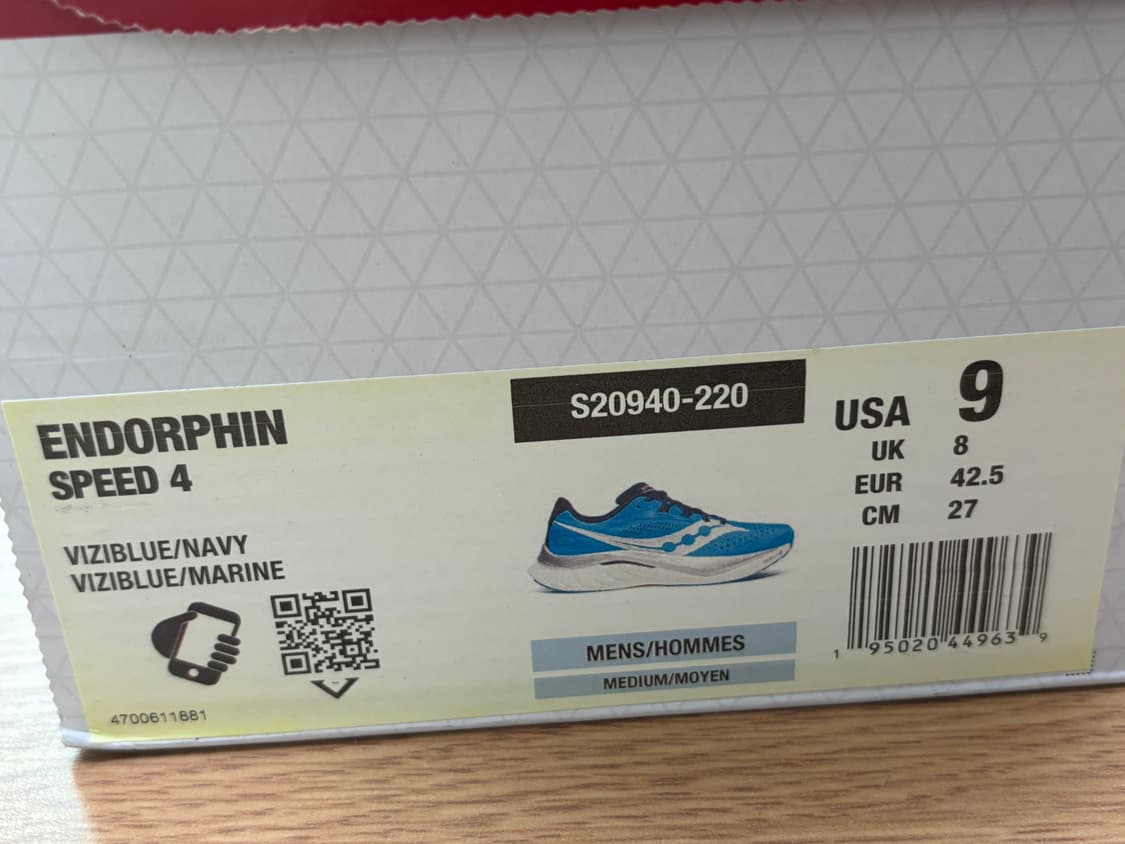 ENDORPHIN
SPEED 4
VIZIBLUE/NAVY
VIZIBLUE/MARINE
4700611881
S20940-220
MENS/HOMMES
MEDIUM/MOYEN
USA 9
UK 8
EUR 42.5
CM 27
1 95020 44963 9